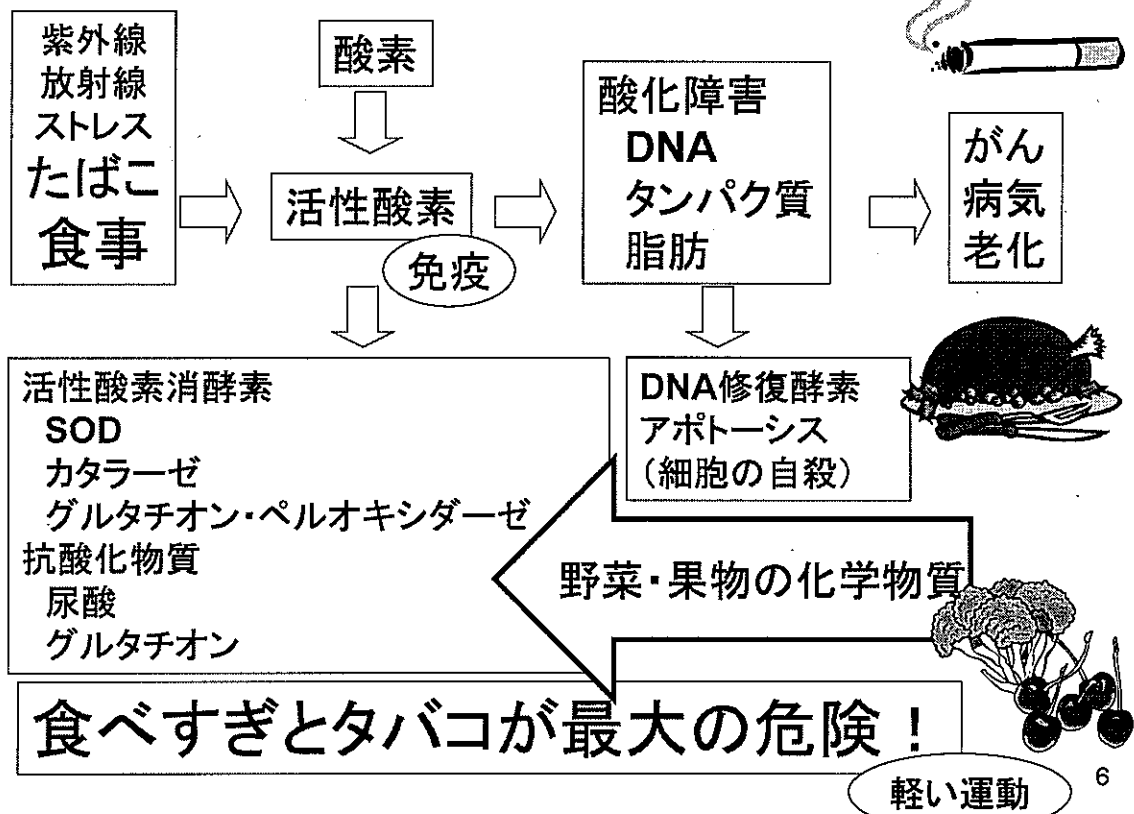 紫外線
放射線
ストレス
たばこ
食事
酸素
活性酸素
免疫
酸化障害
DNA
タンパク質
脂肪
がん
病気
老化
活性酸素消酵素
SOD
カタラーゼ
グルタチオン・ペルオキシダーゼ
抗酸化物質
尿酸
グルタチオン
DNA修復酵素
アポトーシス
(細胞の自殺)
野菜・果物の化学物質
食べすぎとタバコが最大の危険!
軽い運動
6